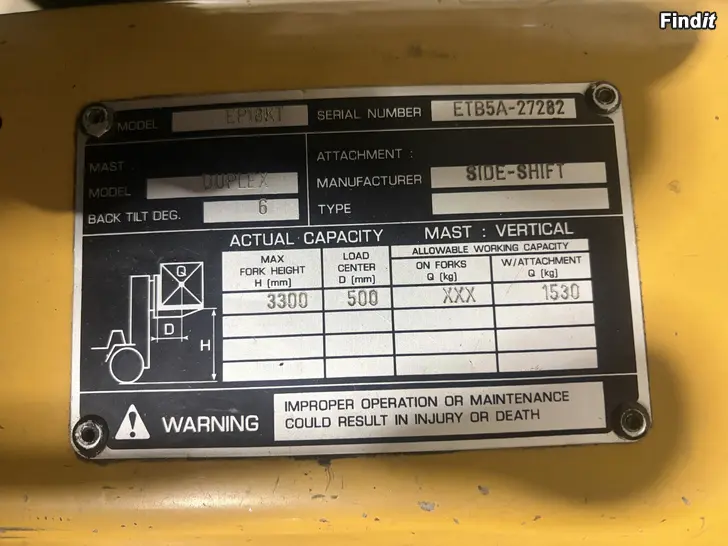 Findit
MODEL EP18KT SERIAL NUMBER ETB5A-27282
MAST :
MODEL DUPLEX
BACK TILT DEG. 6
ATTACHMENT :
MANUFACTURER SIDE-SHIFT
TYPE
ACTUAL CAPACITY MAST : VERTICAL
MAX
FORK HEIGHT
H (mm)
LOAD
CENTER
D (mm)
ALLOWABLE WORKING CAPACITY
ON FORKS
Q (kg)
W/ATTACHMENT
Q (kg)
3300 500 XXX 1530
Q
D
H
WARNING
IMPROPER OPERATION OR MAINTENANCE
COULD RESULT IN INJURY OR DEATH